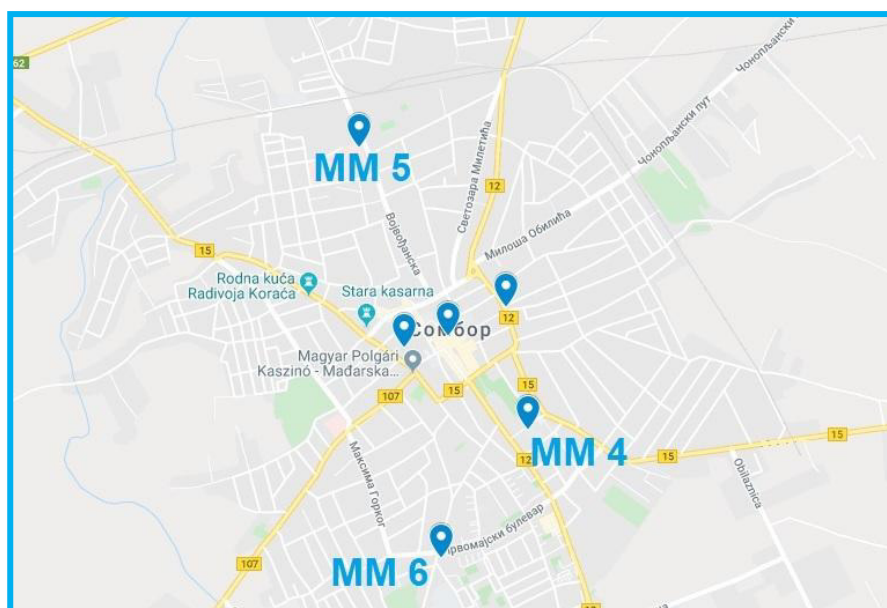 62
Чонопљански
Чонопљански пут
MM 5
Светозара Милетића
12
Војвођанска
Милоша Обилића
15
Rodna kuća
Radivoja Koraća
Stara kasarna
12
Сомбор
Magyar Polgári
Kaszinó - Mađarska...
107
15
15
MM 4
12
15
15
Obilaznica
Максима Горког
рвомајски булевар
MM 6
107